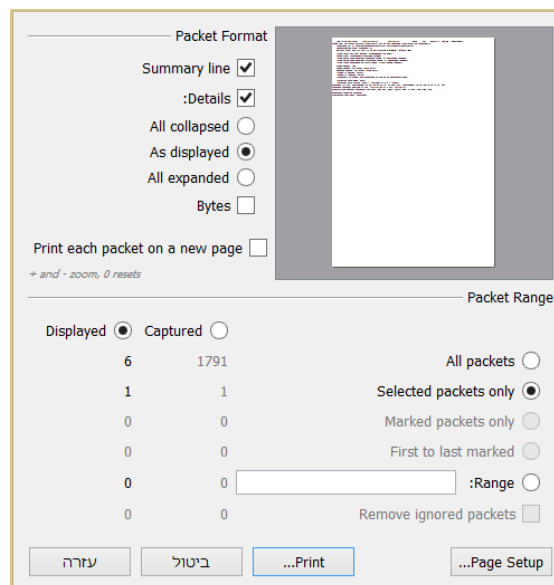 Packet Format
Summary line
:Details
All collapsed
As displayed
All expanded
Bytes
Print each packet on a new page
+ and - zoom, 0 resets
Packet Range
Displayed Captured
6 1791 All packets
1 1 Selected packets only
0 0 Marked packets only
0 0 First to last marked
0 0 :Range
0 0 Remove ignored packets
עזרה ביטול ...Print ...Page Setup